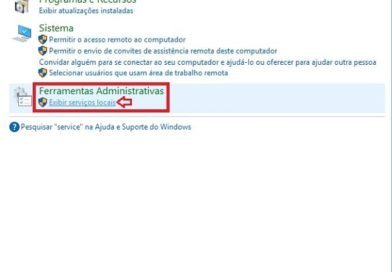 Programas e Recursos
Exibir atualizações instaladas
Sistema
Permitir o acesso remoto ao computador
Permitir o envio de convites de assistência remota deste computador
Convidar alguém para se conectar ao seu computador e ajudá-lo ou oferecer para ajudar outra pessoa
Selecionar usuários que usam área de trabalho remota
Ferramentas Administrativas
Exibir serviços locais
Pesquisar "service" na Ajuda e Suporte do Windows